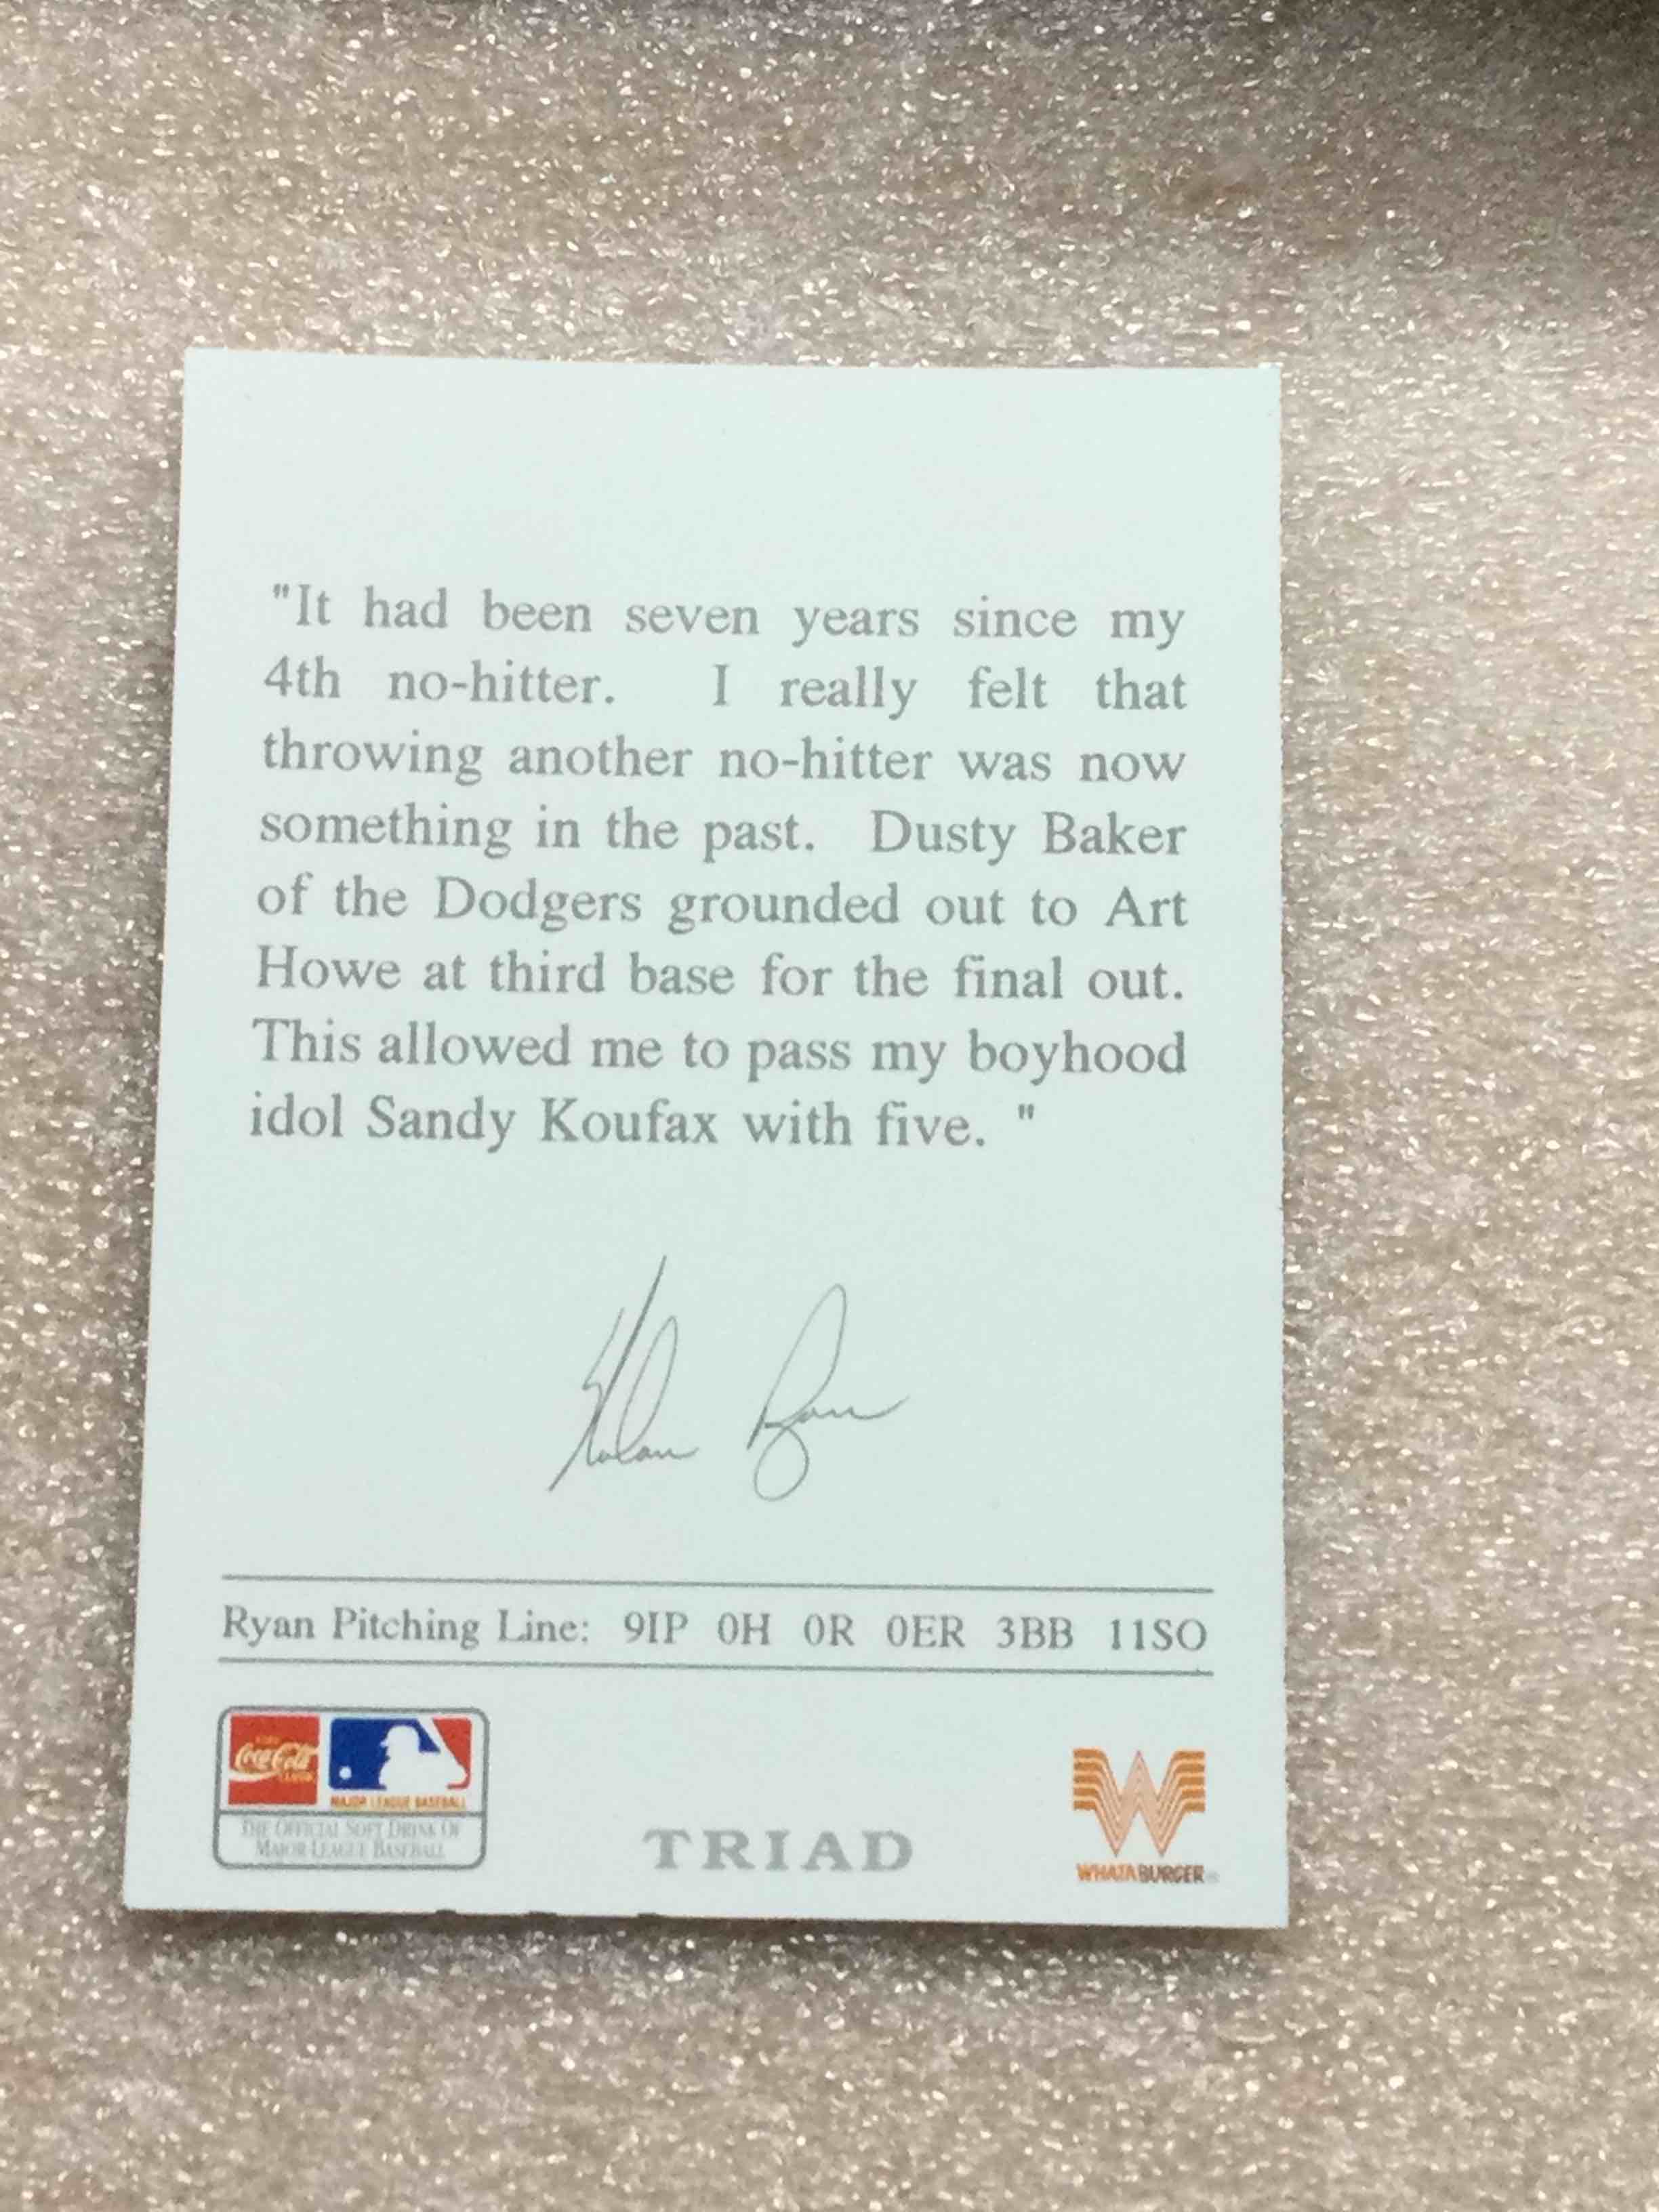 "It had been seven years since my
4th no-hitter. I really felt that
throwing another no-hitter was now
something in the past. Dusty Baker
of the Dodgers grounded out to Art
Howe at third base for the final out.
This allowed me to pass my boyhood
idol Sandy Koufax with five. "
Nolan Ryan
Ryan Pitching Line: 9IP 0H 0R 0ER 3BB 11SO
Coca-Cola
MAJOR LEAGUE BASEBALL
THE OFFICIAL SOFT DRINK OF
MAJOR LEAGUE BASEBALL
TRIAD
WHATABURGER®